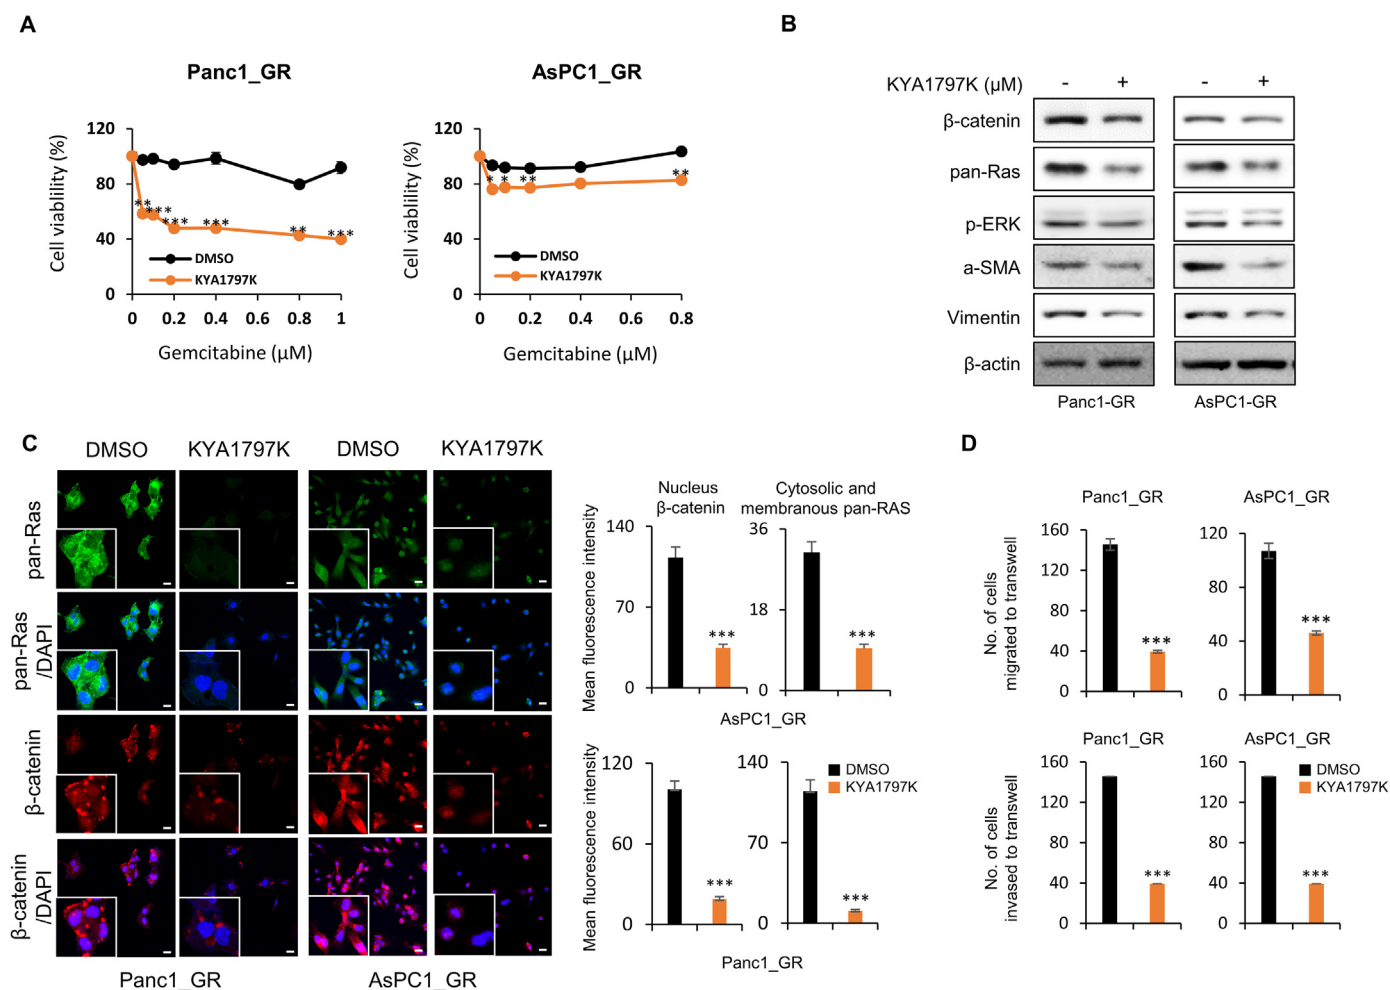 A
Panc1_GR
AsPC1_GR
Cell viablility (%)
120
80
40
0
** *** *** *** ** ***
DMSO
KYA1797K
0 0.2 0.4 0.8 1
Gemcitabine (µM)
Cell viablility (%)
120
80
40
0
* * ** **
DMSO
KYA1797K
0 0.2 0.4 0.6 0.8
Gemcitabine (µM)
B
KYA1797K (µM) - + - +
β-catenin
pan-Ras
p-ERK
a-SMA
Vimentin
β-actin
Panc1-GR AsPC1-GR
C
DMSO KYA1797K DMSO KYA1797K
pan-Ras
pan-Ras
/DAPI
β-catenin
β-catenin
/DAPI
Panc1_GR AsPC1_GR
Mean fluorescence intensity
Nucleus
β-catenin
140
70
0
***
Cytosolic and
membranous pan-RAS
36
18
0
***
AsPC1_GR
Mean fluorescence intensity
120
60
0
***
140
70
0
***
DMSO
KYA1797K
Panc1_GR
D
No. of cells
migrated to transwell
Panc1_GR
160
120
80
40
0
***
AsPC1_GR
120
80
40
0
***
No. of cells
invased to transwell
Panc1_GR
160
120
80
40
0
***
AsPC1_GR
160
120
80
40
0
***
DMSO
KYA1797K